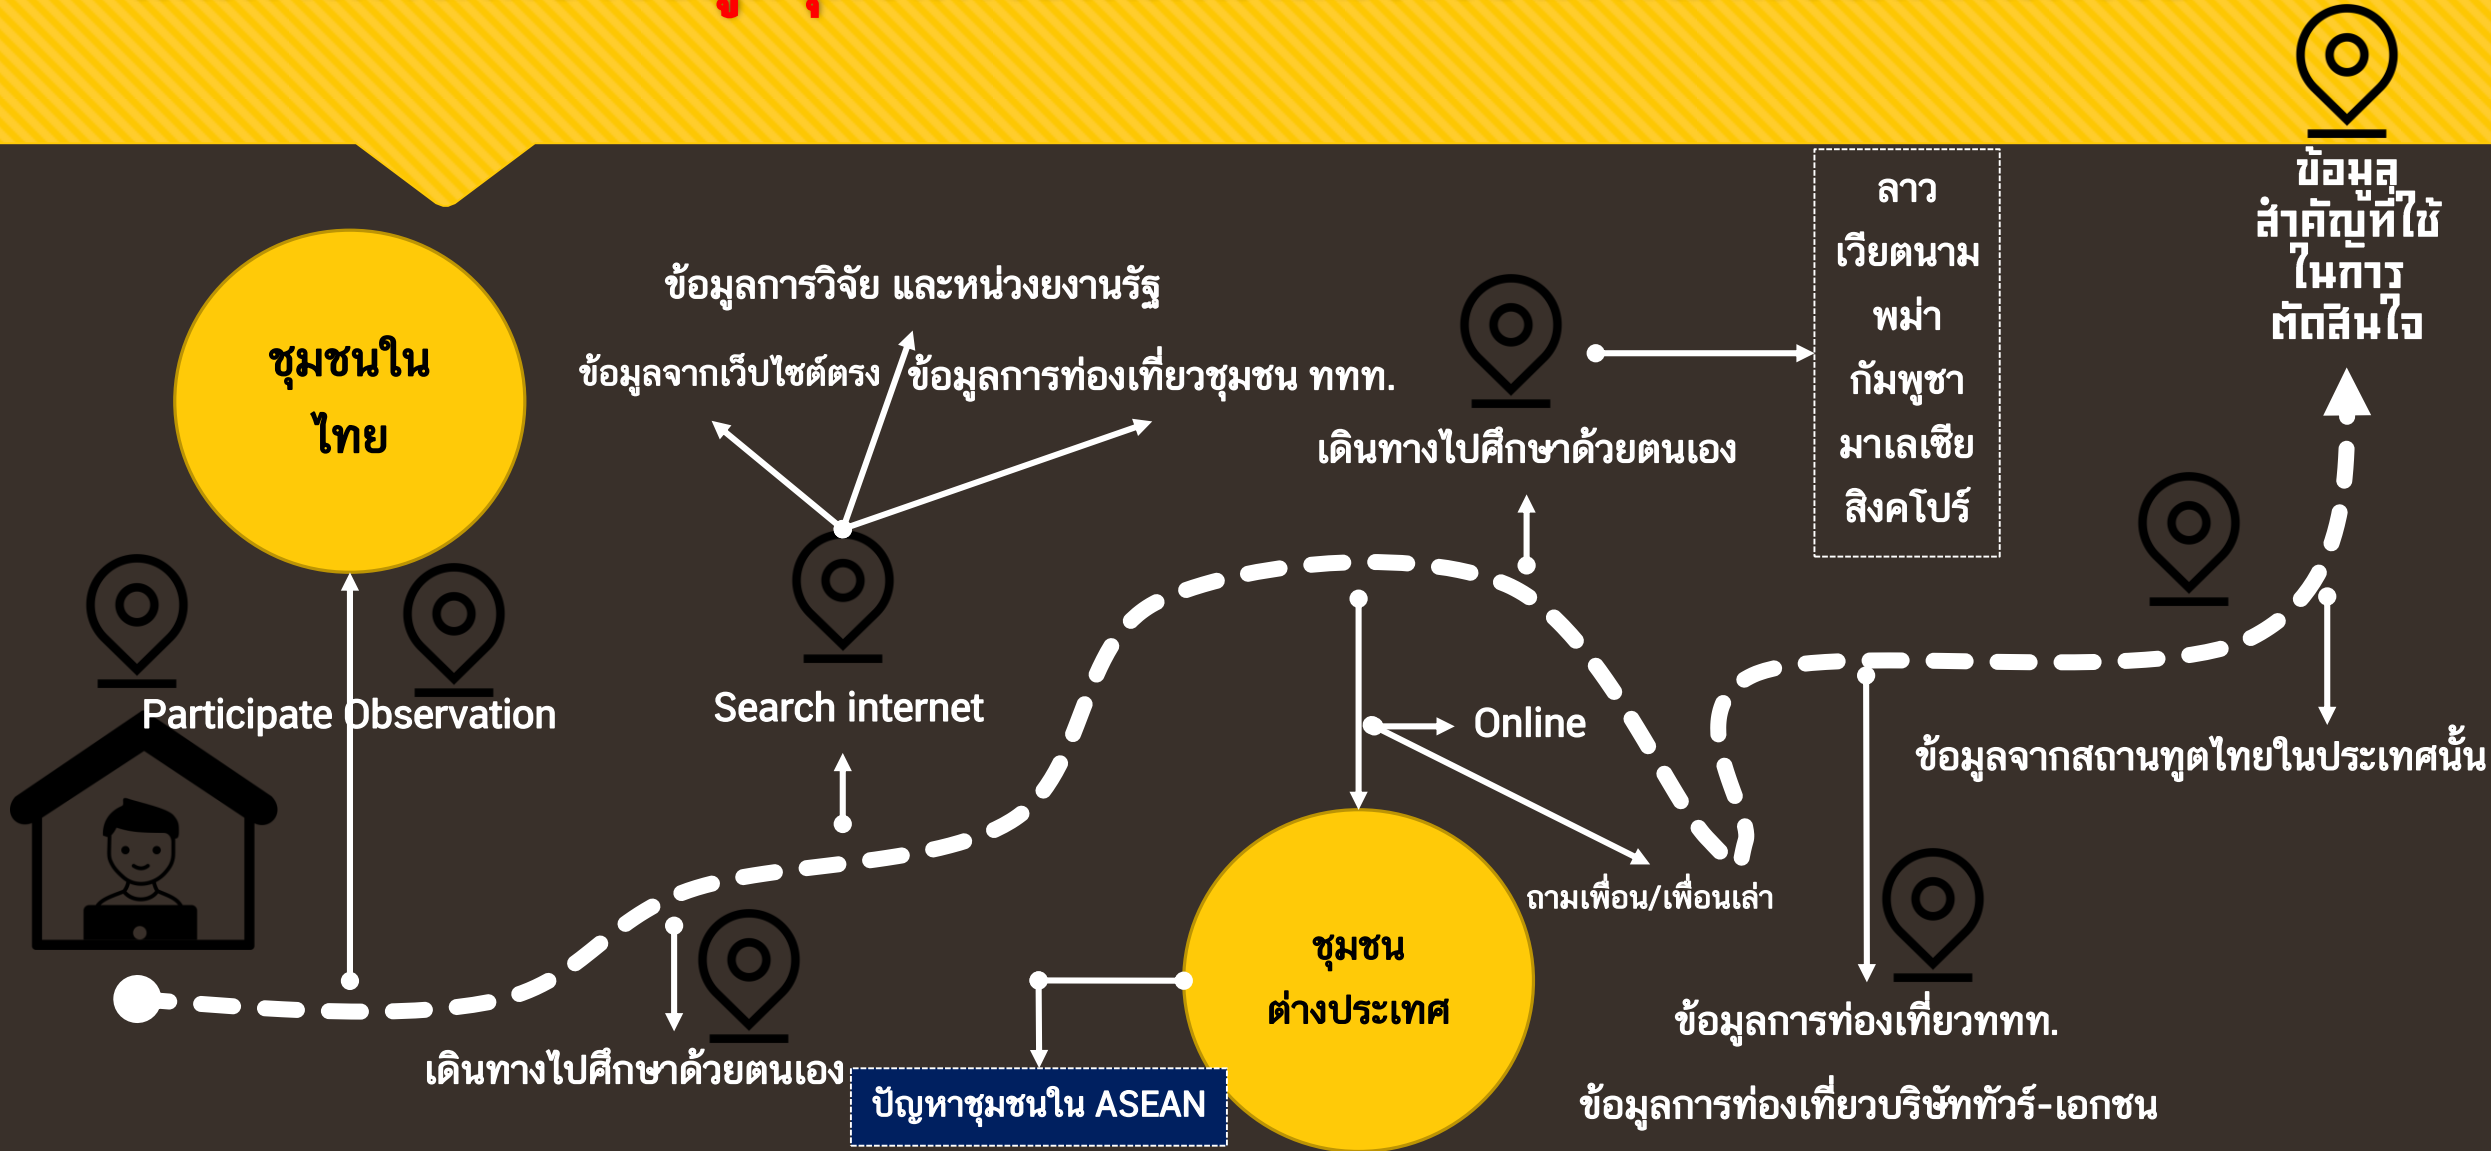 ข้อมูล
สำคัญที่ใช้
ในการ
ตัดสินใจ
ลาว
เวียตนาม
พม่า
กัมพูชา
มาเลเซีย
สิงคโปร์
ข้อมูลการวิจัย และหน่วงยงานรัฐ
ข้อมูลจากเว็ปไซต์ตรง
ข้อมูลการท่องเที่ยวชุมชน ททท.
ชุมชนใน
ไทย
เดินทางไปศึกษาด้วยตนเอง
Participate Observation
Search internet
Online
ข้อมูลจากสถานทูตไทยในประเทศนั้น
ถามเพื่อน/เพื่อนเล่า
ชุมชน
ต่างประเทศ
เดินทางไปศึกษาด้วยตนเอง
ปัญหาชุมชนใน ASEAN
ข้อมูลการท่องเที่ยวททท.
ข้อมูลการท่องเที่ยวบริษัททัวร์-เอกชน